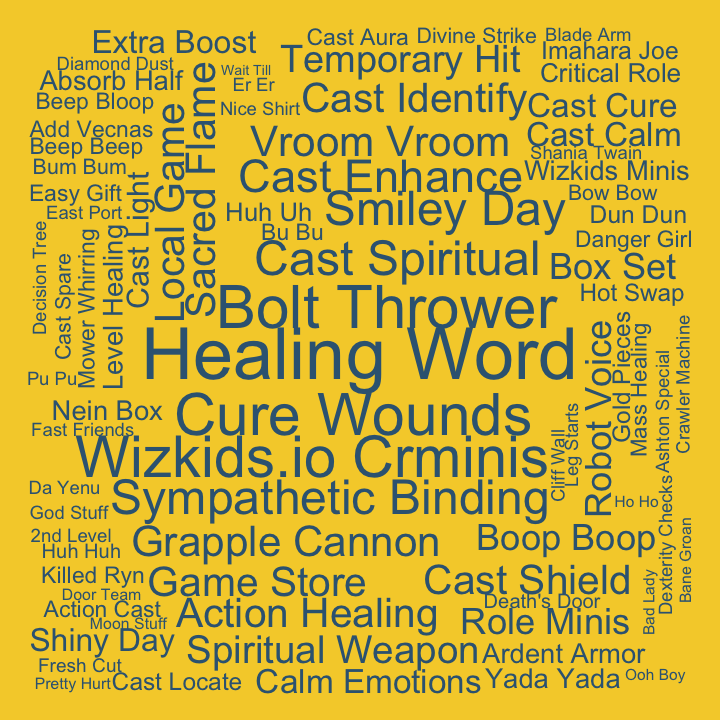 Extra Boost
Cast Aura
Divine Strike
Blade Arm
Diamond Dust
Wait Till
Temporary Hit
Imahara Joe
Absorb Half
Er Er
Critical Role
Beep Bloop
Nice Shirt
Cast Identify
Cast Cure
Add Vecnas
Local Game
Sacred Flame
Vroom Vroom
Cast Calm
Beep Beep
Shania Twain
Bum Bum
Cast Light
Cast Enhance
Wizkids Minis
Easy Gift
Bow Bow
East Port
Huh Uh
Smiley Day
Dun Dun
Bu Bu
Danger Girl
Decision Tree
Cast Spare
Mower Whirring
Level Healing
Cast Spiritual
Box Set
Bolt Thrower
Hot Swap
Healing Word
Robot Voice
Gold Pieces
Mass Healing
Ashton Special
Crawler Machine
Pu Pu
Nein Box
Cure Wounds
Fast Friends
Wizkids.io Crminis
Cliff Wall
Leg Starts
Da Yenu
Sympathetic Binding
Ho Ho
God Stuff
Dexterity Checks
Bane Groan
2nd Level
Grapple Cannon
Boop Boop
Huh Huh
Killed Ryn
Game Store
Cast Shield
Bad Lady
Door Team
Death's Door
Action Cast
Action Healing
Role Minis
Moon Stuff
Shiny Day
Spiritual Weapon
Ardent Armor
Fresh Cut
Pretty Hurt
Cast Locate
Calm Emotions
Yada Yada
Ooh Boy